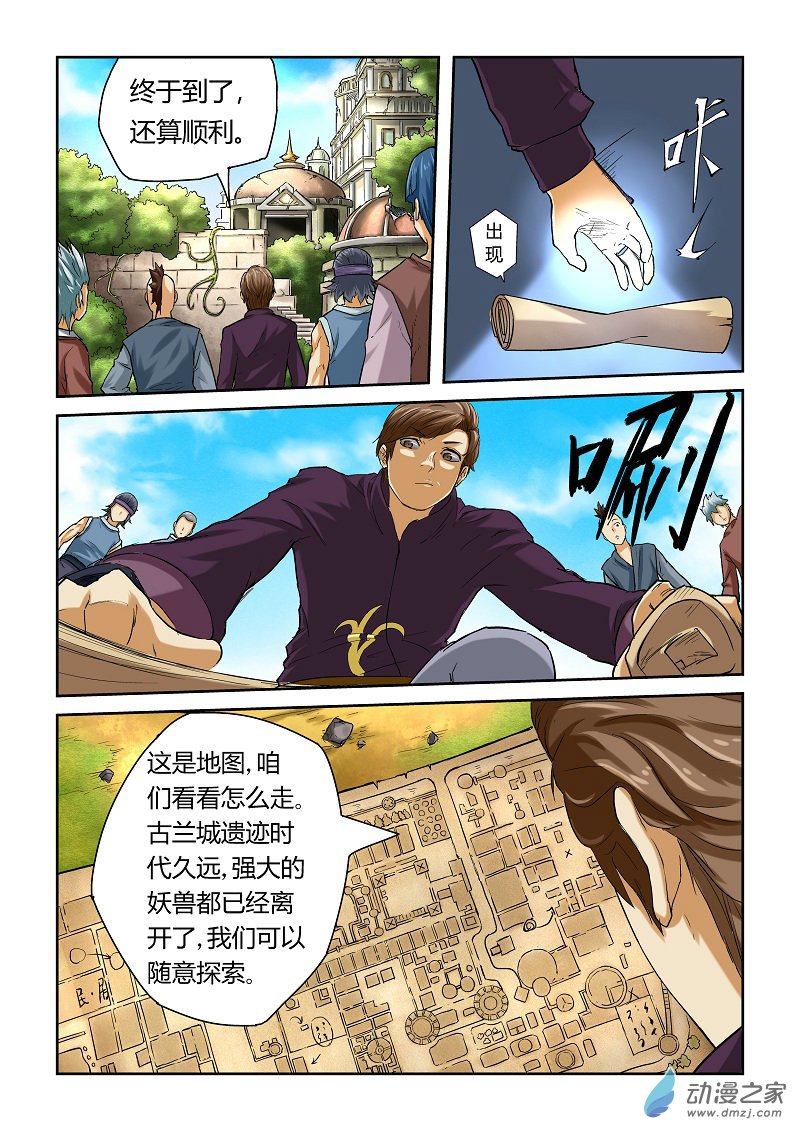 终于到了，
还算顺利。
咔
出
现
唰
这是地图，咱
们看看怎么走。
古兰城遗迹时
代久远，强大的
妖兽都已经离
开了，我们可以
随意探索。
动漫之家
www.dmzj.com